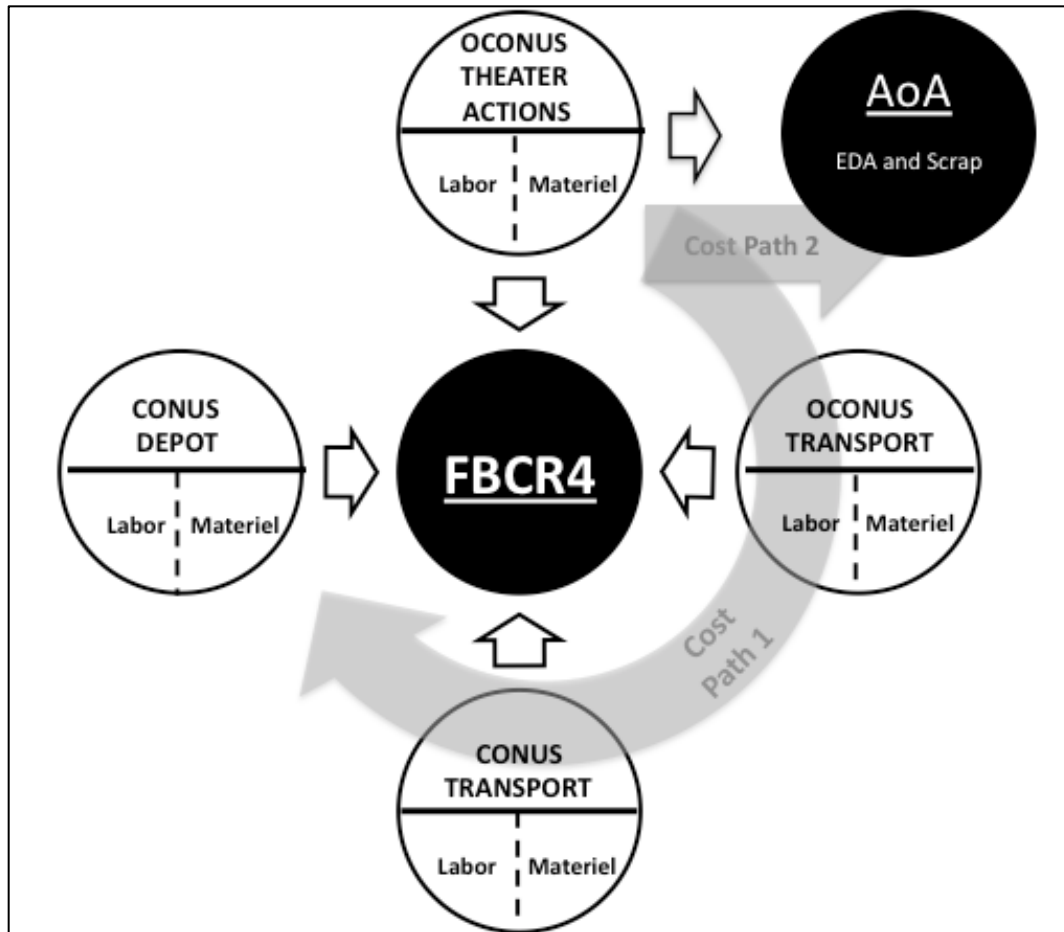 OCONUS
THEATER
ACTIONS
Labor Materiel
AoA
EDA and Scrap
Cost Path 2
CONUS
DEPOT
Labor Materiel
FBCR4
OCONUS
TRANSPORT
Labor Materiel
Cost
Path 1
CONUS
TRANSPORT
Labor Materiel